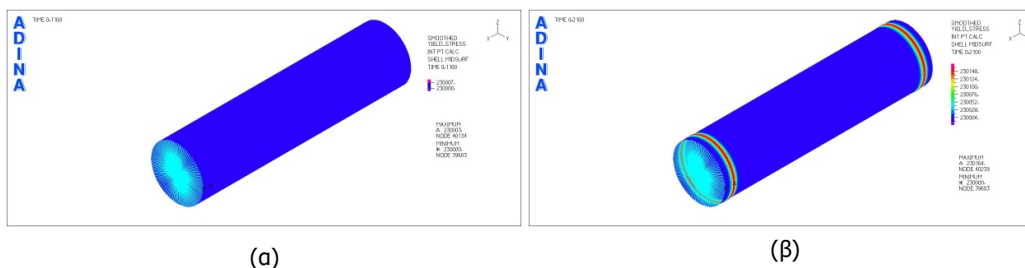 ADINA
TIME 0.1100
SMOOTHED
YIELD_STRESS
INT PT CALC
SHELL MIDSURF
TIME 0.1100
230007.
230000.
MAXIMUM
NODE 40134
MINIMUM
230000.
NODE 39663
Z
X Y
(α)
ADINA
TIME 0.2100
SMOOTHED
YIELD_STRESS
INT PT CALC
SHELL MIDSURF
TIME 0.2100
230148.
230124.
230100.
230076.
230052.
230028.
230004.
MAXIMUM
230164.
NODE 40239
MINIMUM
230000.
NODE 39663
Z
X Y
(β)